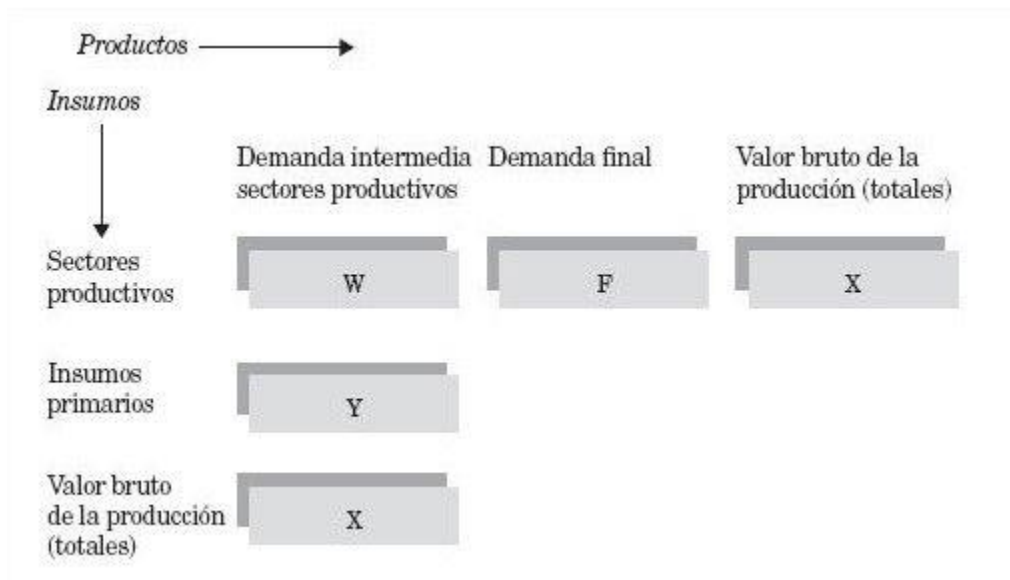 Productos
Insumos
Demanda intermedia
sectores productivos
Demanda final
Valor bruto de la
producción (totales)
Sectores
productivos
W
F
X
Insumos
primarios
Y
Valor bruto
de la producción
(totales)
X